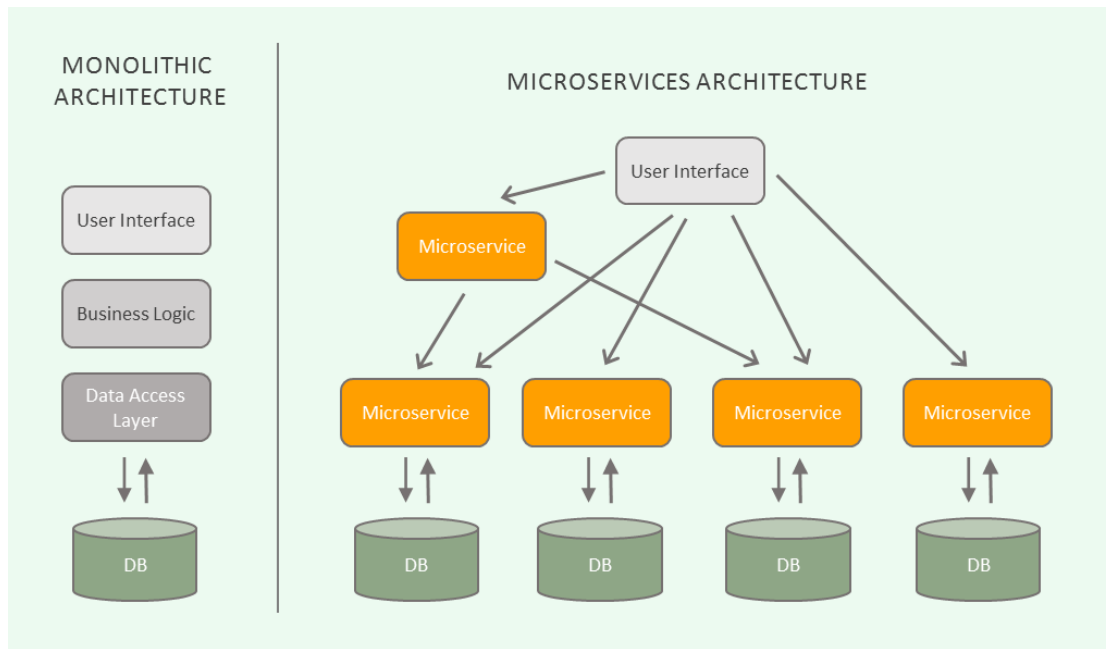 MONOLITHIC
ARCHITECTURE
User Interface
Business Logic
Data Access
Layer
DB
MICROSERVICES ARCHITECTURE
User Interface
Microservice
Microservice
Microservice
Microservice
Microservice
DB
DB
DB
DB